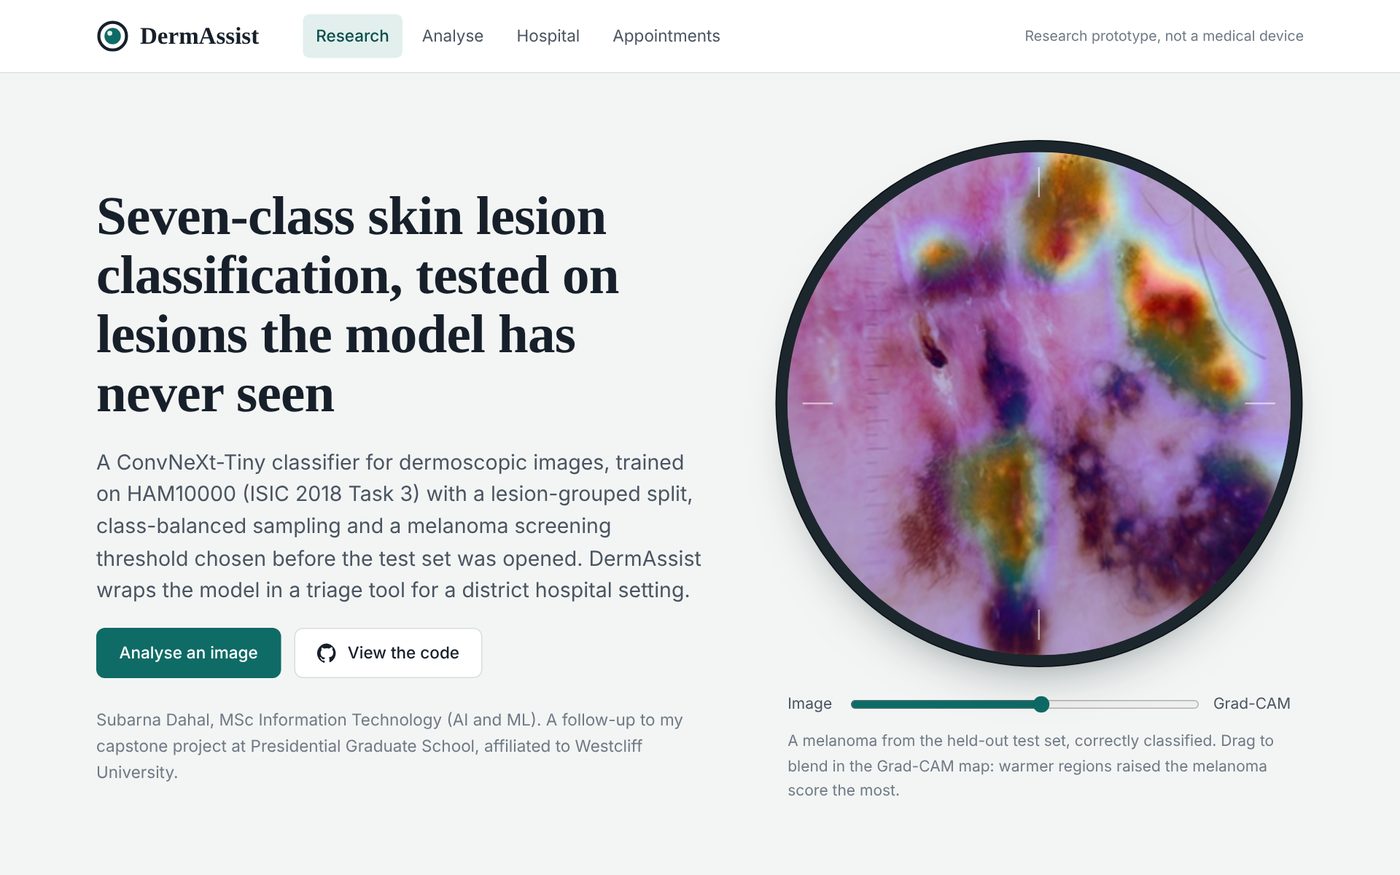 DermAssist
Research
Analyse
Hospital
Appointments
Research prototype, not a medical device
Seven-class skin lesion
classification, tested on
lesions the model has
never seen
A ConvNeXt-Tiny classifier for dermoscopic images, trained
on HAM10000 (ISIC 2018 Task 3) with a lesion-grouped split,
class-balanced sampling and a melanoma screening
threshold chosen before the test set was opened. DermAssist
wraps the model in a triage tool for a district hospital setting.
Analyse an image
View the code
Subarna Dahal, MSc Information Technology (AI and ML). A follow-up to my
capstone project at Presidential Graduate School, affiliated to Westcliff
University.
Image
Grad-CAM
A melanoma from the held-out test set, correctly classified. Drag to
blend in the Grad-CAM map: warmer regions raised the melanoma
score the most.